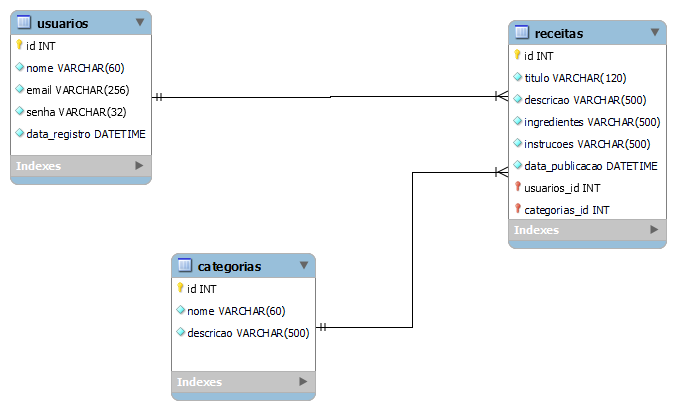 usuarios
id INT
nome VARCHAR(60)
email VARCHAR(256)
senha VARCHAR(32)
data_registro DATETIME
Indexes
receitas
id INT
titulo VARCHAR(120)
descricao VARCHAR(500)
ingredientes VARCHAR(500)
instrucoes VARCHAR(500)
data_publicacao DATETIME
usuarios_id INT
categorias_id INT
Indexes
categorias
id INT
nome VARCHAR(60)
descricao VARCHAR(500)
Indexes